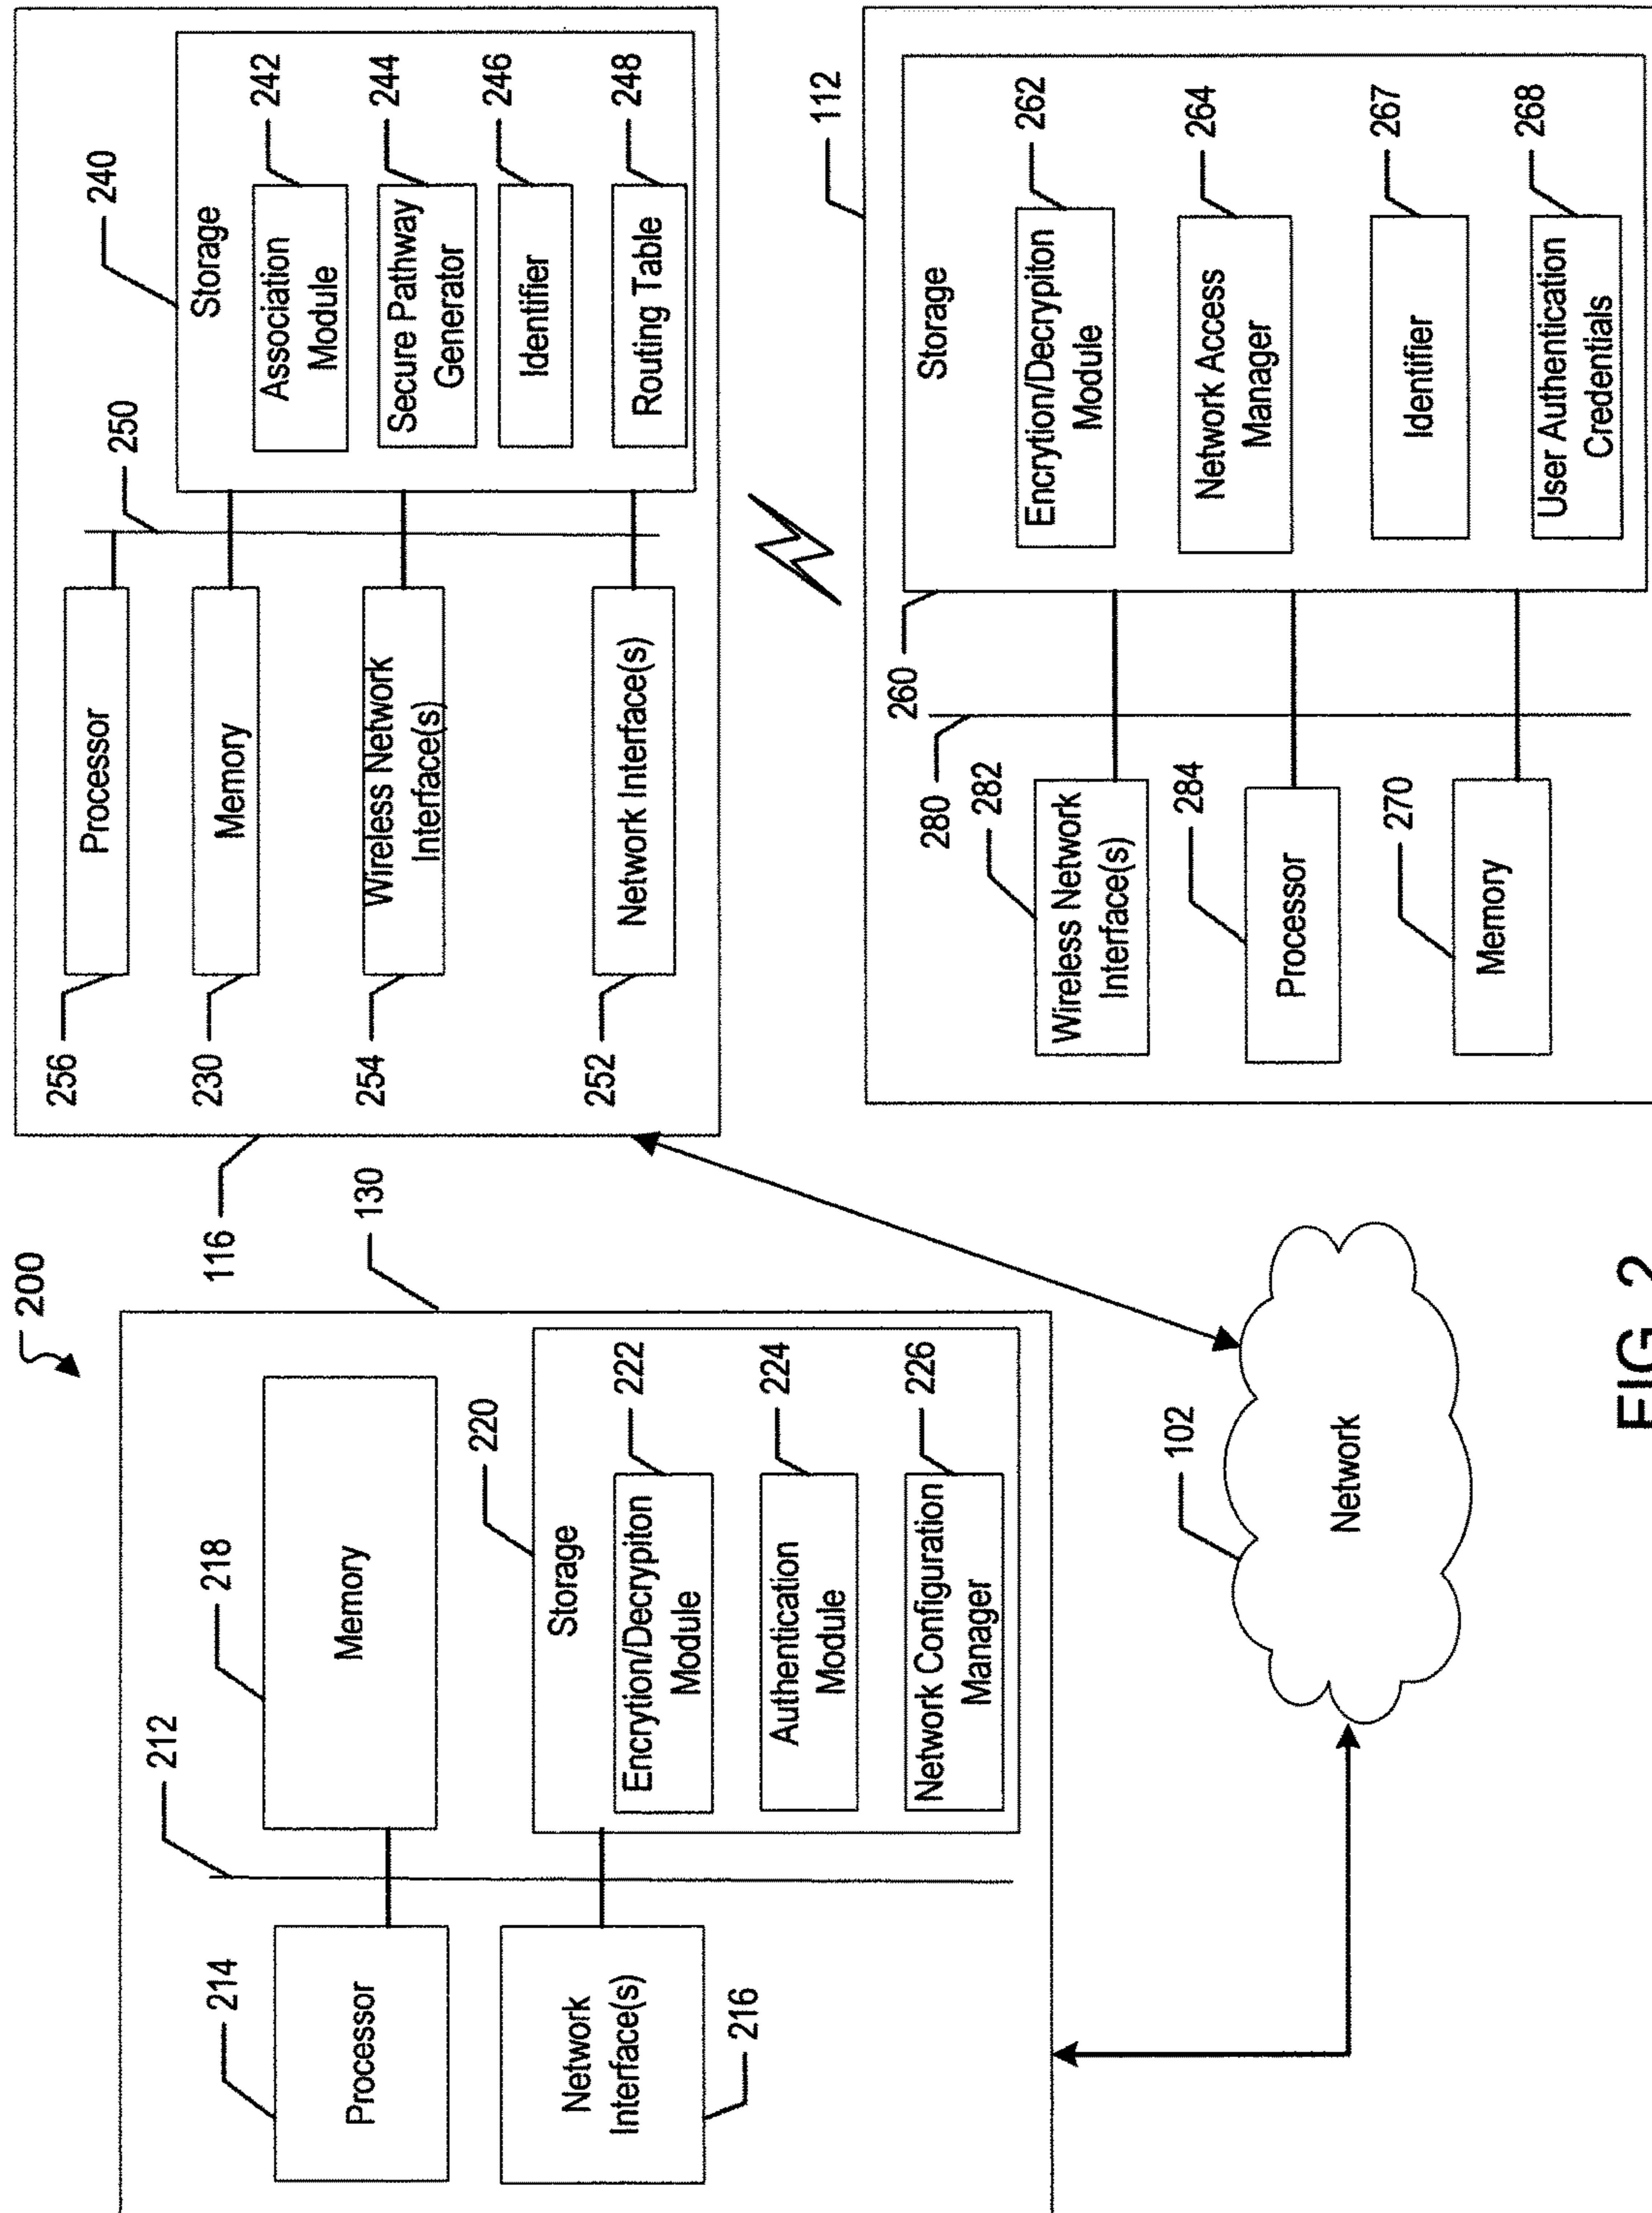 200
130
218
Memory
220
Storage
222
Encrytion/Decrypiton
Module
224
Authentication
Module
226
Network Configuration
Manager
212
214
Processor
Network
Interface(s)
216
116
240
Storage
242
Association
Module
244
Secure Pathway
Generator
246
Identifier
248
Routing Table
250
256
Processor
230
Memory
254
Wireless Network
Interface(s)
252
Network Interface(s)
112
Storage
262
Encrytion/Decrypiton
Module
264
Network Access
Manager
267
Identifier
268
User Authentication
Credentials
260
280
282
Wireless Network
Interface(s)
284
Processor
270
Memory
102
Network
FIG. 2